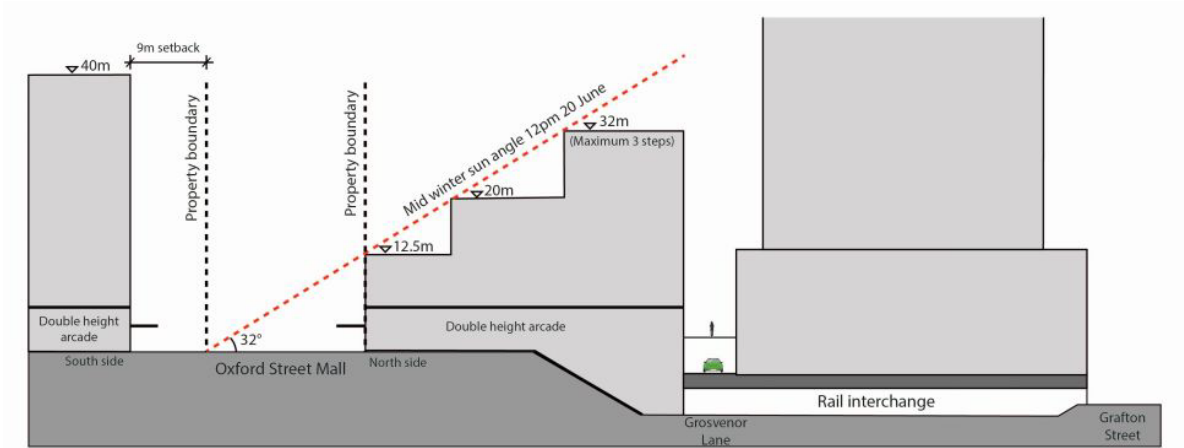 9m setback
40m
Property boundary
Property boundary
Mid winter sun angle 12pm 20 June
32m
(Maximum 3 steps)
20m
12.5m
Double height
arcade
Double height arcade
32°
South side
Oxford Street Mall
North side
Rail interchange
Grosvenor
Lane
Grafton
Street